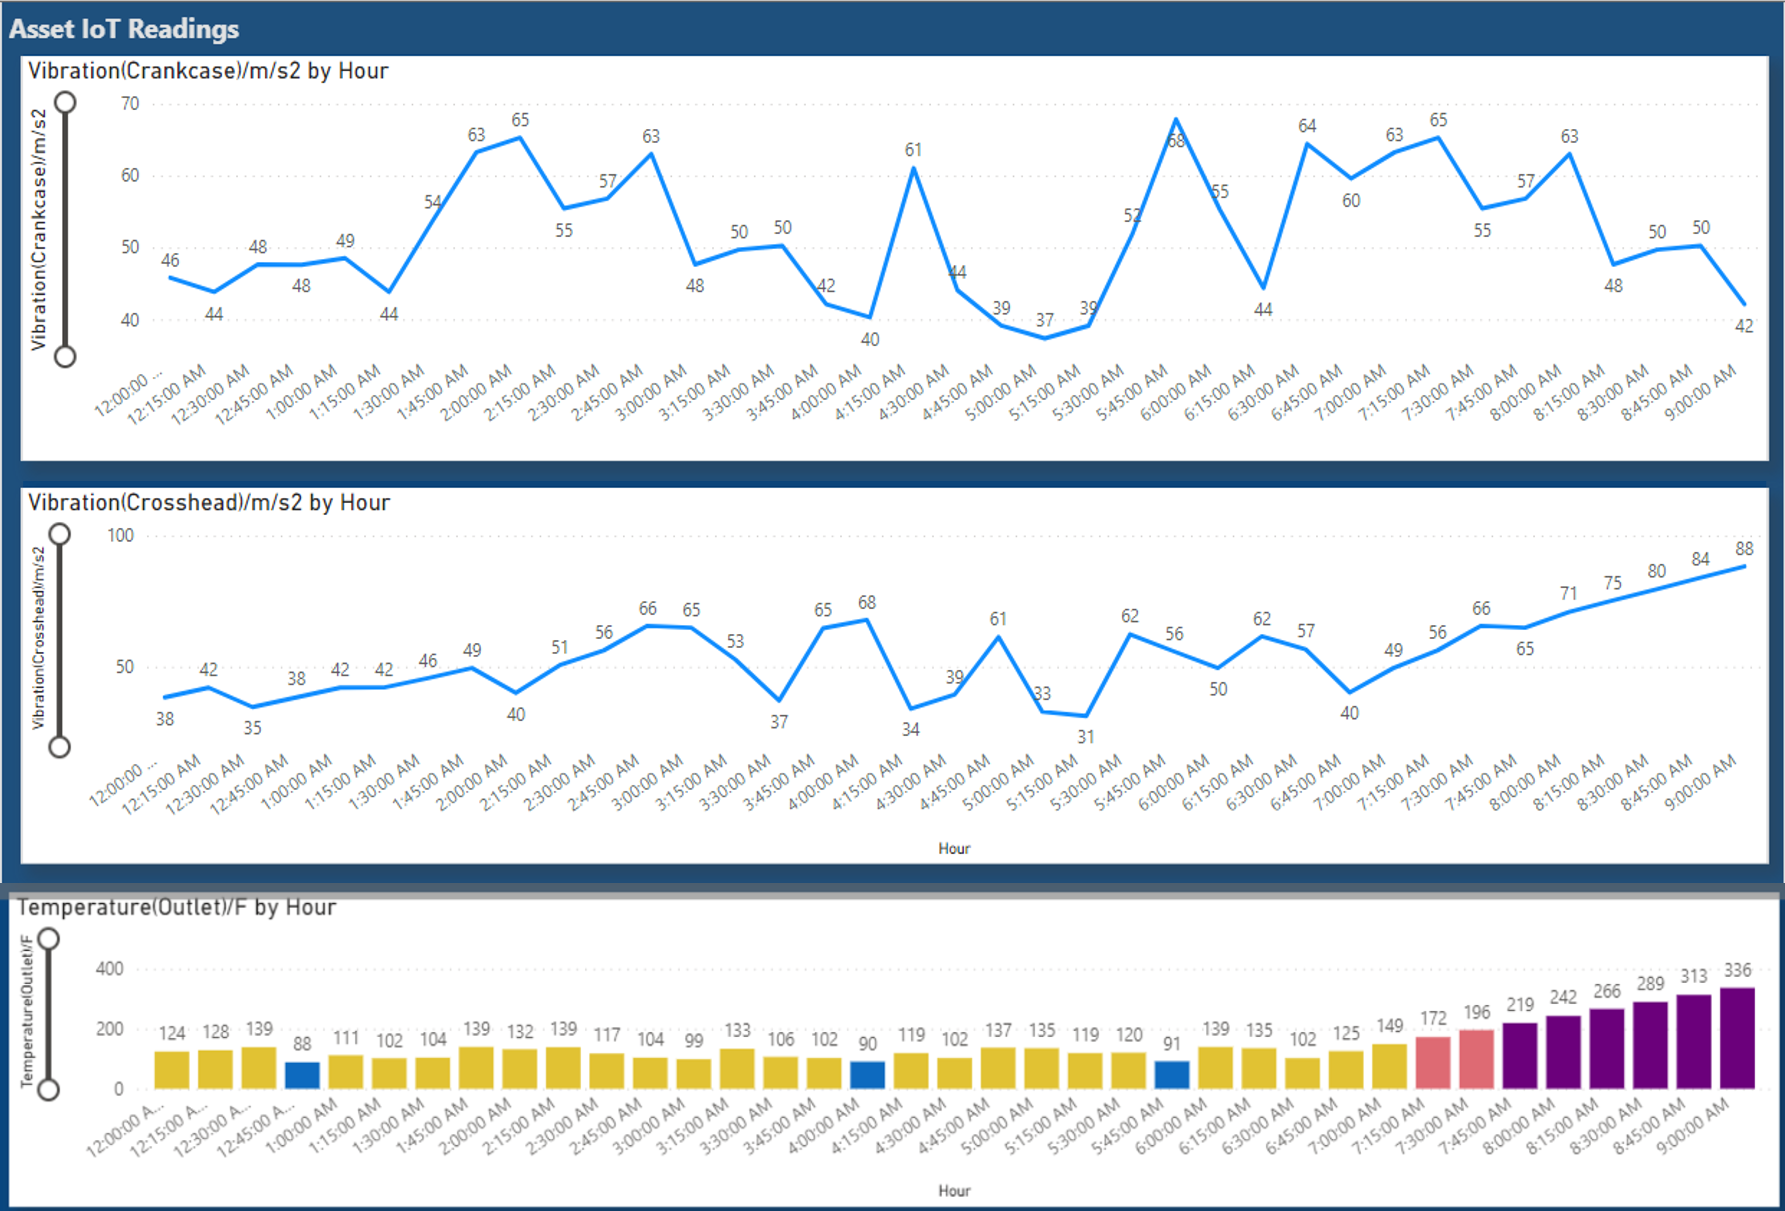 Asset IoT Readings
Vibration(Crankcase)/m/s2 by Hour
Vibration(Crankcase)/m/s2
70
60
50
40
46 44 48 48 49 44 54 63 65 55 57 63 48 50 50 42 40 61 44 39 37 39 52 68 55 44 64 60 63 65 55 57 63 48 50 50 42
12:00:00 ... 12:15:00 AM 12:30:00 AM 12:45:00 AM 1:00:00 AM 1:15:00 AM 1:30:00 AM 1:45:00 AM 2:00:00 AM 2:15:00 AM 2:30:00 AM 2:45:00 AM 3:00:00 AM 3:15:00 AM 3:30:00 AM 3:45:00 AM 4:00:00 AM 4:15:00 AM 4:30:00 AM 4:45:00 AM 5:00:00 AM 5:15:00 AM 5:30:00 AM 5:45:00 AM 6:00:00 AM 6:15:00 AM 6:30:00 AM 6:45:00 AM 7:00:00 AM 7:15:00 AM 7:30:00 AM 7:45:00 AM 8:00:00 AM 8:15:00 AM 8:30:00 AM 8:45:00 AM 9:00:00 AM
Vibration(Crosshead)/m/s2 by Hour
Vibration(Crosshead)/m/s2
100
50
38 42 35 38 42 42 46 49 40 51 56 66 65 53 37 65 68 34 39 61 33 31 62 56 50 62 57 40 49 56 66 65 71 75 80 84 88
12:00:00 ... 12:15:00 AM 12:30:00 AM 12:45:00 AM 1:00:00 AM 1:15:00 AM 1:30:00 AM 1:45:00 AM 2:00:00 AM 2:15:00 AM 2:30:00 AM 2:45:00 AM 3:00:00 AM 3:15:00 AM 3:30:00 AM 3:45:00 AM 4:00:00 AM 4:15:00 AM 4:30:00 AM 4:45:00 AM 5:00:00 AM 5:15:00 AM 5:30:00 AM 5:45:00 AM 6:00:00 AM 6:15:00 AM 6:30:00 AM 6:45:00 AM 7:00:00 AM 7:15:00 AM 7:30:00 AM 7:45:00 AM 8:00:00 AM 8:15:00 AM 8:30:00 AM 8:45:00 AM 9:00:00 AM
Hour
Temperature(Outlet)/F by Hour
Temperature(Outlet)/F
400
200
0
124 128 139 88 111 102 104 139 132 139 117 104 99 133 106 102 90 119 102 137 135 119 120 91 139 135 102 125 149 172 196 219 242 266 289 313 336
12:00:00 A... 12:15:00 A... 12:30:00 A... 12:45:00 A... 1:00:00 AM 1:15:00 AM 1:30:00 AM 1:45:00 AM 2:00:00 AM 2:15:00 AM 2:30:00 AM 2:45:00 AM 3:00:00 AM 3:15:00 AM 3:30:00 AM 3:45:00 AM 4:00:00 AM 4:15:00 AM 4:30:00 AM 4:45:00 AM 5:00:00 AM 5:15:00 AM 5:30:00 AM 5:45:00 AM 6:00:00 AM 6:15:00 AM 6:30:00 AM 6:45:00 AM 7:00:00 AM 7:15:00 AM 7:30:00 AM 7:45:00 AM 8:00:00 AM 8:15:00 AM 8:30:00 AM 8:45:00 AM 9:00:00 AM
Hour